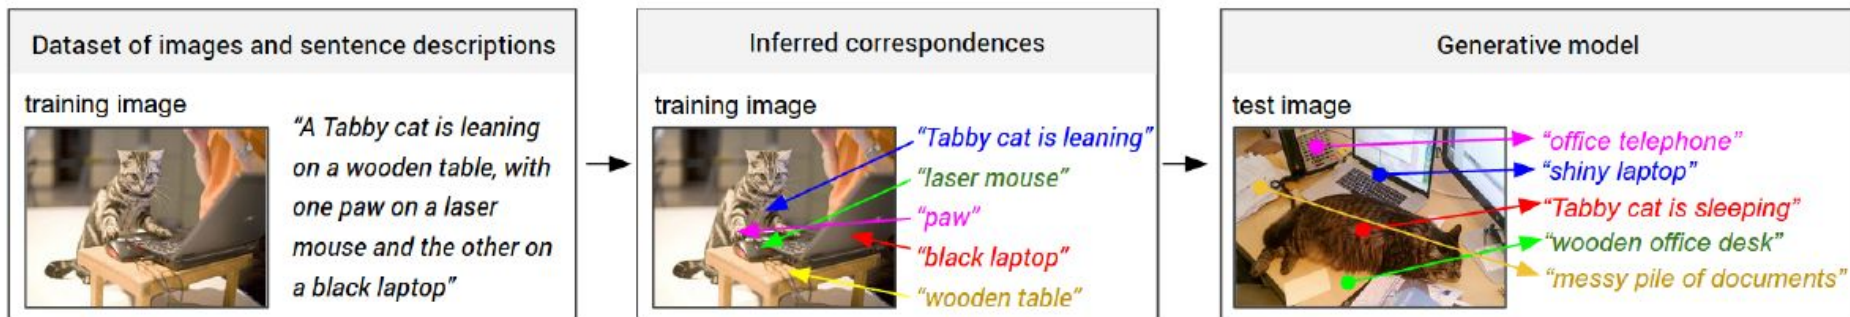 Dataset of images and sentence descriptions
training image
“A Tabby cat is leaning
on a wooden table, with
one paw on a laser
mouse and the other on
a black laptop”
Inferred correspondences
training image
“Tabby cat is leaning”
“laser mouse”
“paw”
“black laptop”
“wooden table”
Generative model
test image
“office telephone”
“shiny laptop”
“Tabby cat is sleeping”
“wooden office desk”
“messy pile of documents”